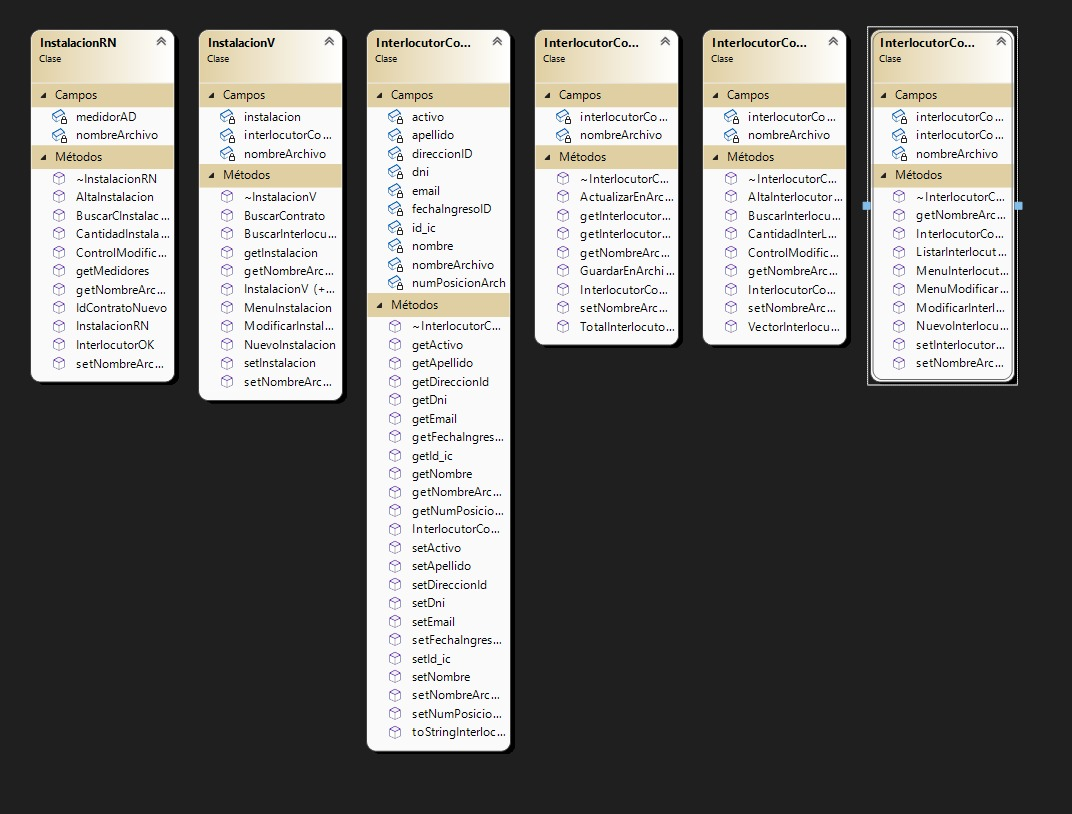 InstalacionRN
Clase
Campos
medidorAD
nombreArchivo
Métodos
~InstalacionRN
AltaInstalacion
BuscarCInstalac...
CantidadInstala...
ControlModific...
getMedidores
getNombreArc...
IdContratoNuevo
InstalacionRN
InterlocutorOK
setNombreArc...
InstalacionV
Clase
Campos
instalacion
interlocutorCo...
nombreArchivo
Métodos
~InstalacionV
BuscarContrato
BuscarInterlocu...
getInstalacion
getNombreArc...
InstalacionV (+...
MenuInstalacion
ModificarInstal...
NuevoInstalacion
setInstalacion
setNombreArc...
InterlocutorCo...
Clase
Campos
activo
apellido
direccionID
dni
email
fechaIngresoID
id_ic
nombre
nombreArchivo
numPosicionArch
Métodos
~InterlocutorC...
getActivo
getApellido
getDireccionId
getDni
getEmail
getFechaIngres...
getId_ic
getNombre
getNombreArc...
getNumPosicio...
InterlocutorCo...
setActivo
setApellido
setDireccionId
setDni
setEmail
setFechaIngres...
setId_ic
setNombre
setNombreArc...
setNumPosicio...
toStringInterloc...
InterlocutorCo...
Clase
Campos
interlocutorCo...
nombreArchivo
Métodos
~InterlocutorC...
ActualizarEnArc...
getInterlocutor...
getInterlocutor...
getNombreArc...
GuardarEnArchi...
InterlocutorCo...
setNombreArc...
TotalInterlocuto...
InterlocutorCo...
Clase
Campos
interlocutorCo...
nombreArchivo
Métodos
~InterlocutorC...
AltaInterlocutor...
BuscarInterlocu...
CantidadInterL...
ControlModific...
getNombreArc...
InterlocutorCo...
setNombreArc...
VectorInterlocu...
InterlocutorCo...
Clase
Campos
interlocutorCo...
interlocutorCo...
nombreArchivo
Métodos
~InterlocutorC...
getNombreArc...
InterlocutorCo...
ListarInterlocut...
MenuInterlocut...
MenuModificar...
ModificarInterl...
NuevoInterlocu...
setInterlocutor...
setNombreArc...